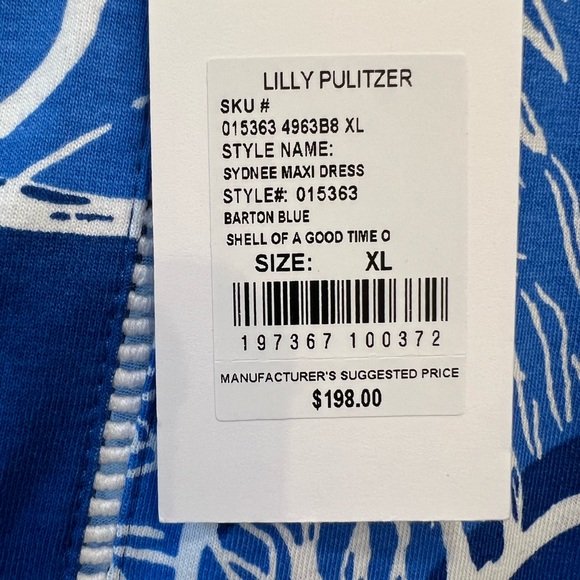 LILLY PULITZER
SKU #
015363 4963B8 XL
STYLE NAME:
SYDNEE MAXI DRESS
STYLE#: 015363
BARTON BLUE
SHELL OF A GOOD TIME O
SIZE: XL
197367 100372
MANUFACTURER'S SUGGESTED PRICE
$198.00